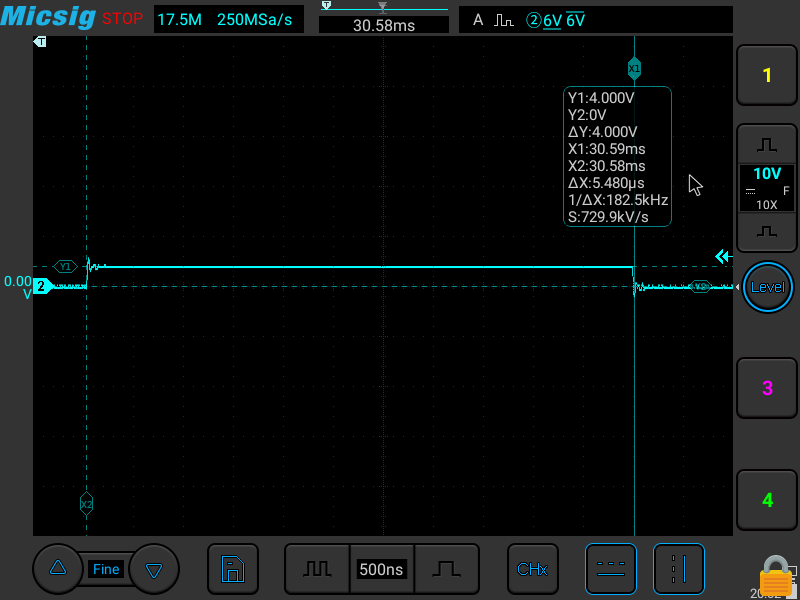 Micsig STOP 17.5M 250MSa/s 30.58ms A ②6V 6V
T
T
X1
1
Y1:4.000V
Y2:0V
ΔY:4.000V
X1:30.59ms
X2:30.58ms
ΔX:5.480µs
1/ΔX:182.5kHz
S:729.9kV/s
10V
F
10X
Y1
0.00
V
2
Y2
Level
3
X2
4
Fine 500ns CHx